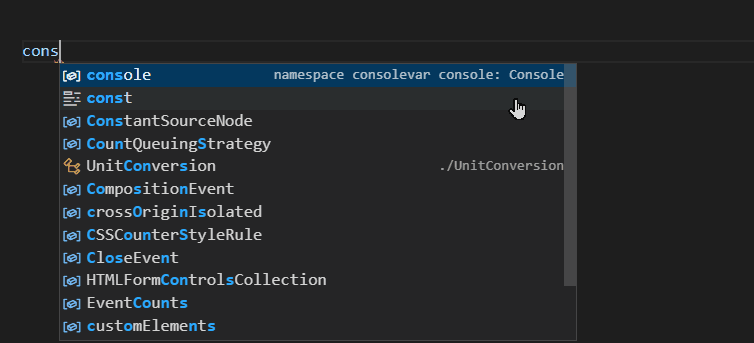 cons
console namespace consolevar console: Console
const
ConstantSourceNode
CountQueuingStrategy
UnitConversion ./UnitConversion
CompositionEvent
crossOriginIsolated
CSSCounterStyleRule
CloseEvent
HTMLFormControlsCollection
EventCounts
customElements